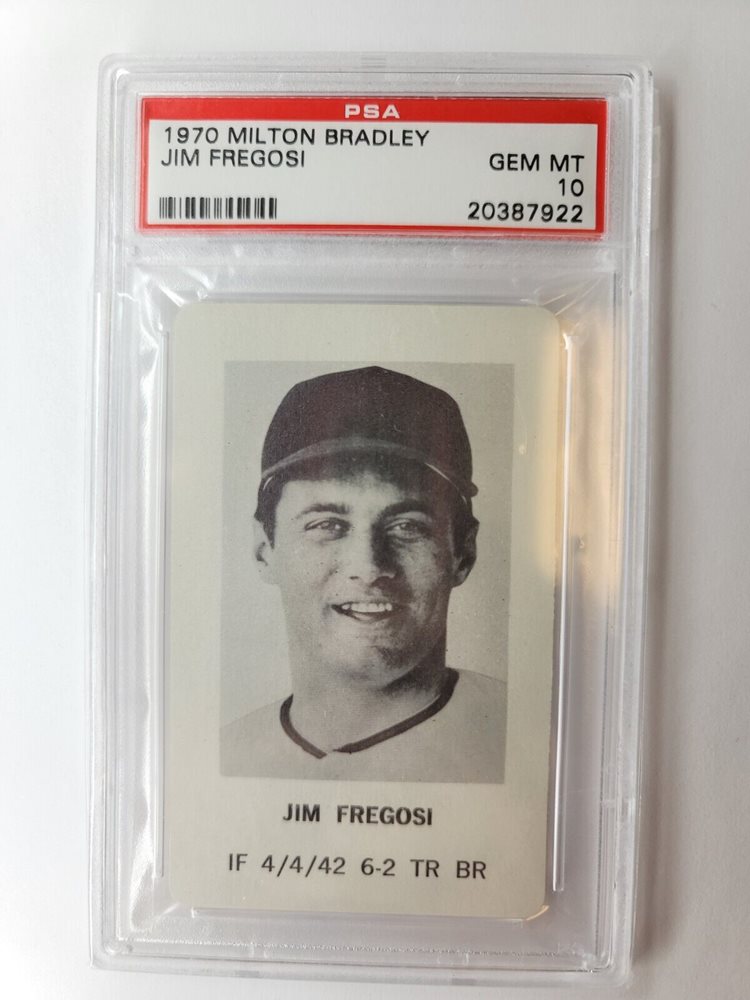 PSA
1970 MILTON BRADLEY
JIM FREGOSI
GEM MT
10
20387922
JIM FREGOSI
IF 4/4/42 6-2 TR BR